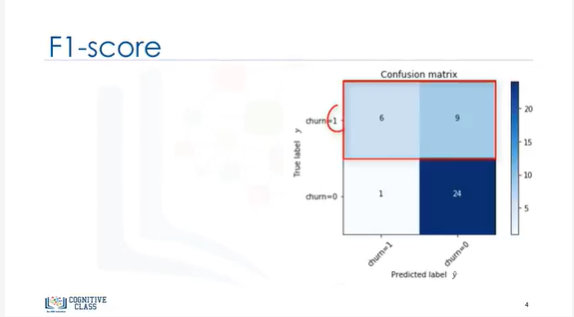 F1-score
Confusion matrix
churn=1
6
9
churn=0
1
24
True label y
churn=1
churn=0
Predicted label ŷ
20
15
10
5
COGNITIVE
CLASS
4